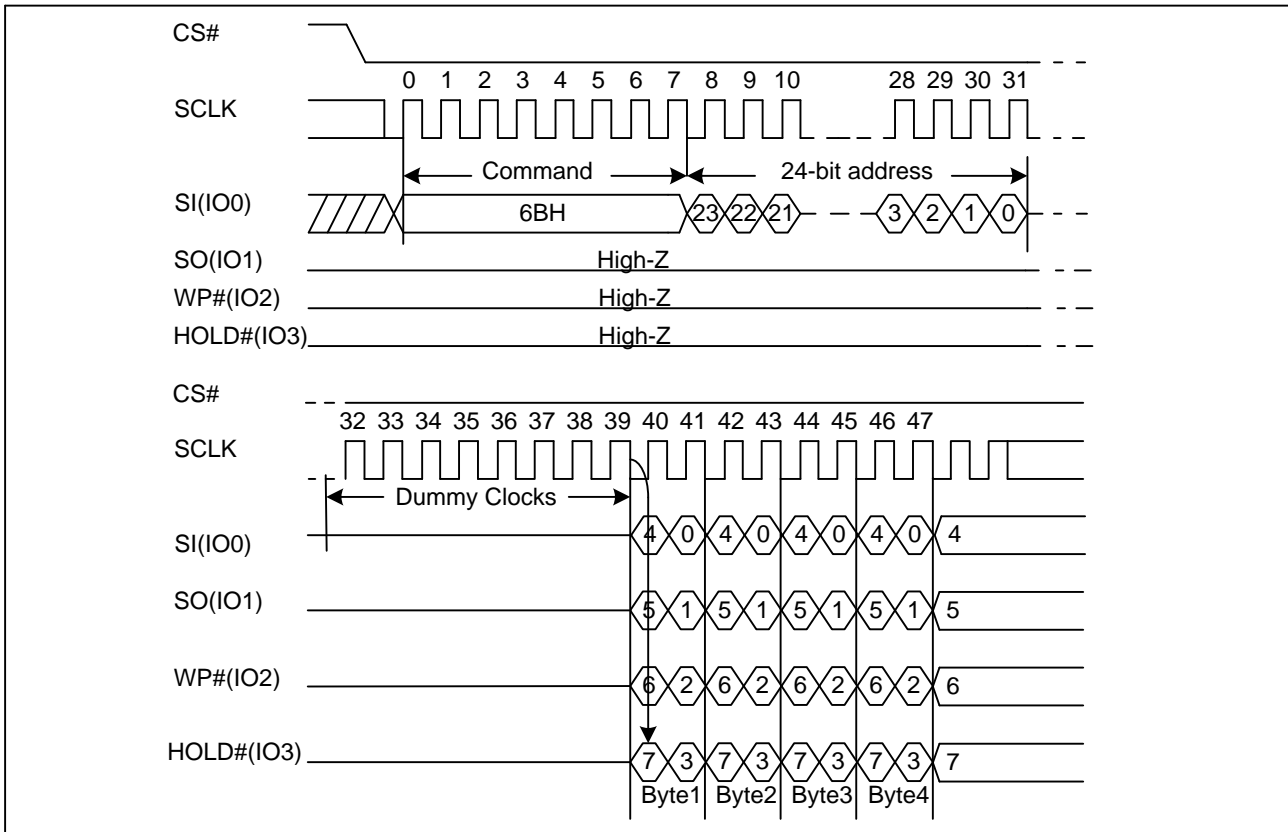 CS#
0 1 2 3 4 5 6 7 8 9 10 28 29 30 31
SCLK
Command 24-bit address
SI(IO0) 6BH 23 22 21 3 2 1 0
SO(IO1) High-Z
WP#(IO2) High-Z
HOLD#(IO3) High-Z
CS#
32 33 34 35 36 37 38 39 40 41 42 43 44 45 46 47
SCLK
Dummy Clocks
SI(IO0) 4 0 4 0 4 0 4 0 4
SO(IO1) 5 1 5 1 5 1 5 1 5
WP#(IO2) 6 2 6 2 6 2 6 2 6
HOLD#(IO3) 7 3 7 3 7 3 7 3 7
Byte1 Byte2 Byte3 Byte4